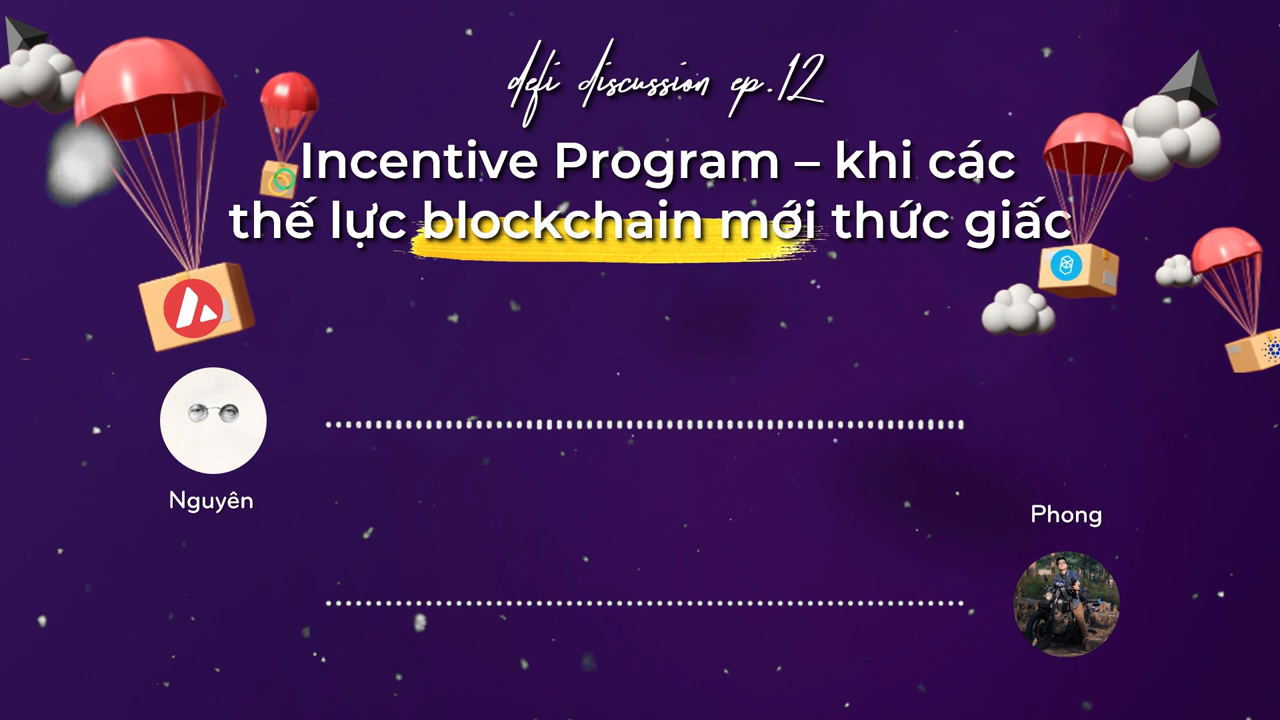 defi discussion ep.12
Incentive Program – khi các
thế lực blockchain mới thức giấc
Nguyên
Phong